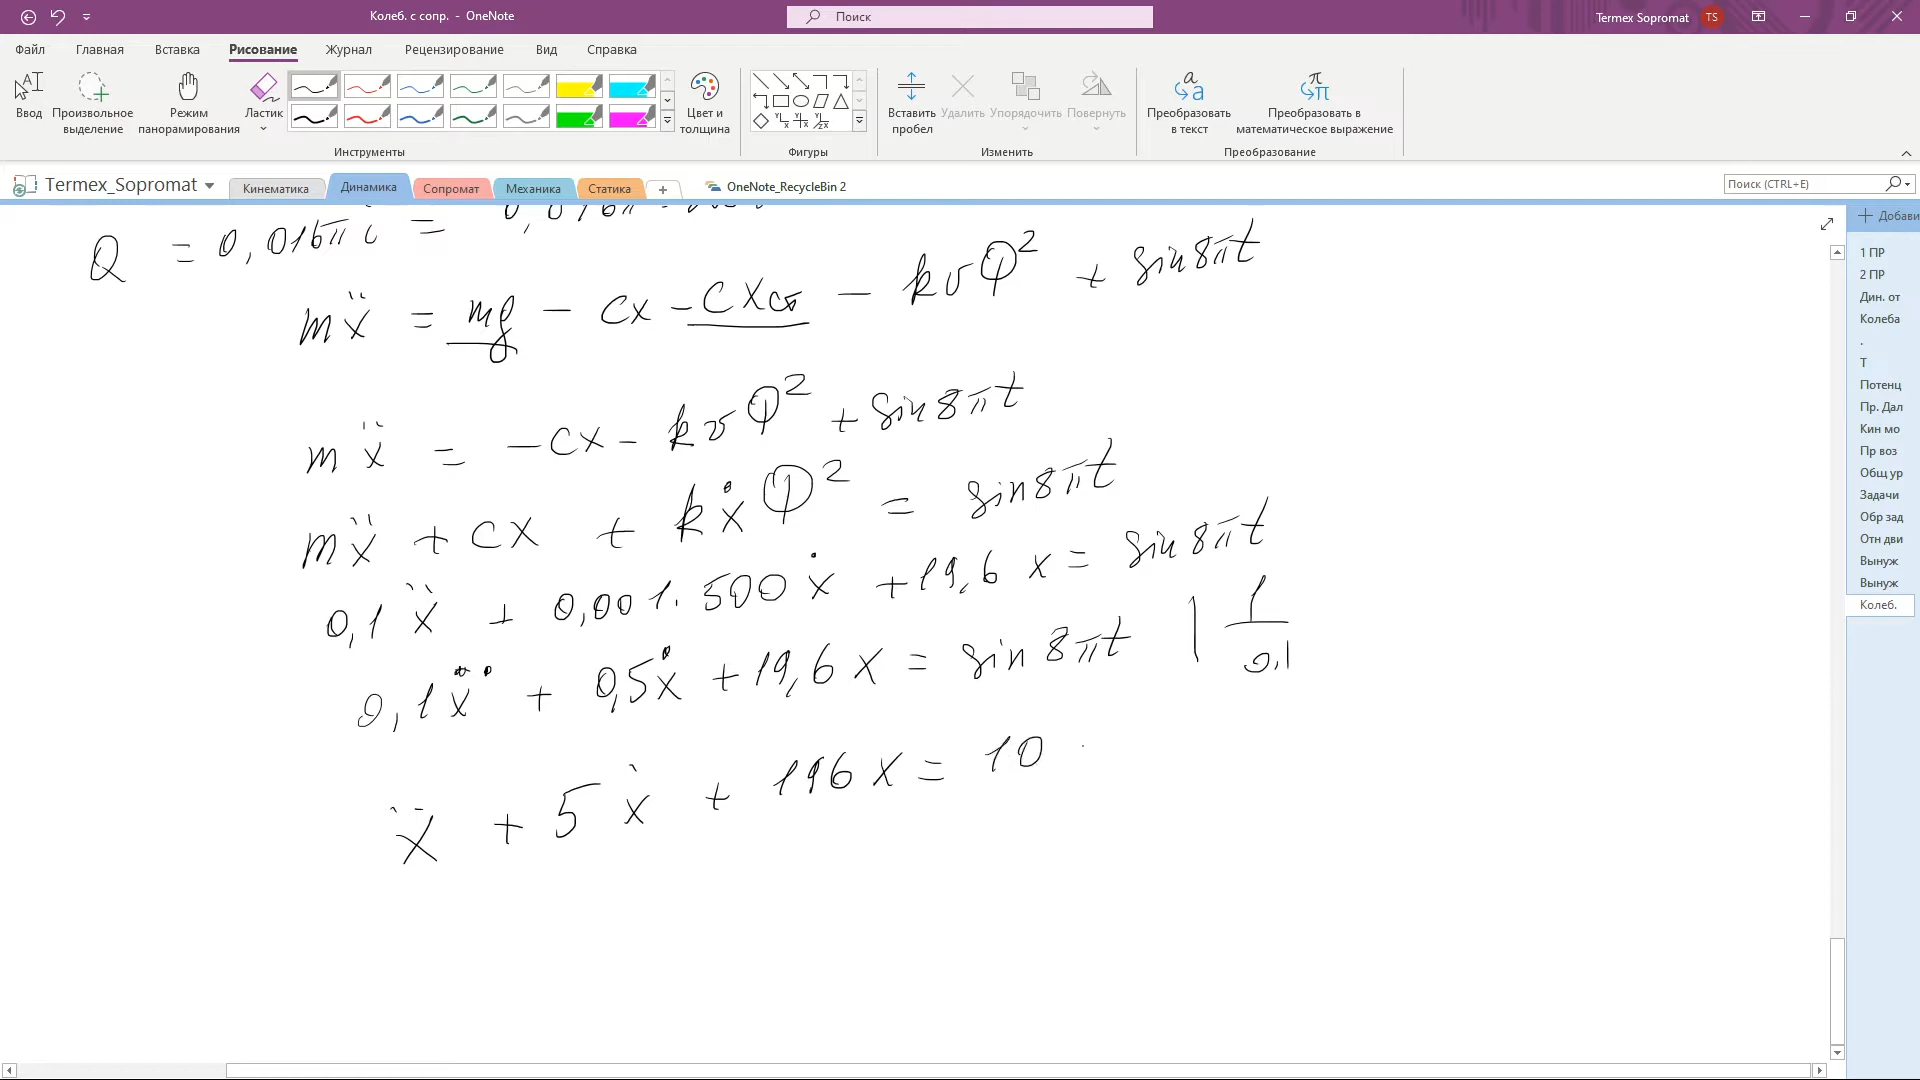 Колеб. с сопр. - OneNote
Поиск
Termex Sopromat TS
Файл Главная Вставка Рисование Журнал Рецензирование Вид Справка
Ввод
Произвольное выделение
Режим панорамирования
Ластик
Цвет и толщина
Вставить пробел
Удалить
Упорядочить
Повернуть
Преобразовать в текст
Преобразовать в математическое выражение
Инструменты Фигуры Изменить Преобразование
Termex_Sopromat Кинематика Динамика Сопромат Механика Статика + OneNote_RecycleBin 2
Поиск (CTRL+E)
Добави
1 ПР
2 ПР
Дин. от
Колеба
.
Т
Потенц
Пр. Дал
Кин мо
Пр воз
Общ ур
Задачи
Обр зад
Отн дви
Вынуж
Вынуж
Колеб.
Q = 0,016πi =
mẍ = mg - cx - cxст - kvΦ² + sin8πt
mẍ = -cx - kvΦ² + sin8πt
mẍ + cx + kẋΦ² = sin8πt
0,1ẍ + 0,001·500ẋ + 19,6x = sin8πt
0,1ẍ + 0,5ẋ + 19,6x = sin8πt | 1/0,1
ẍ + 5ẋ + 196x = 10